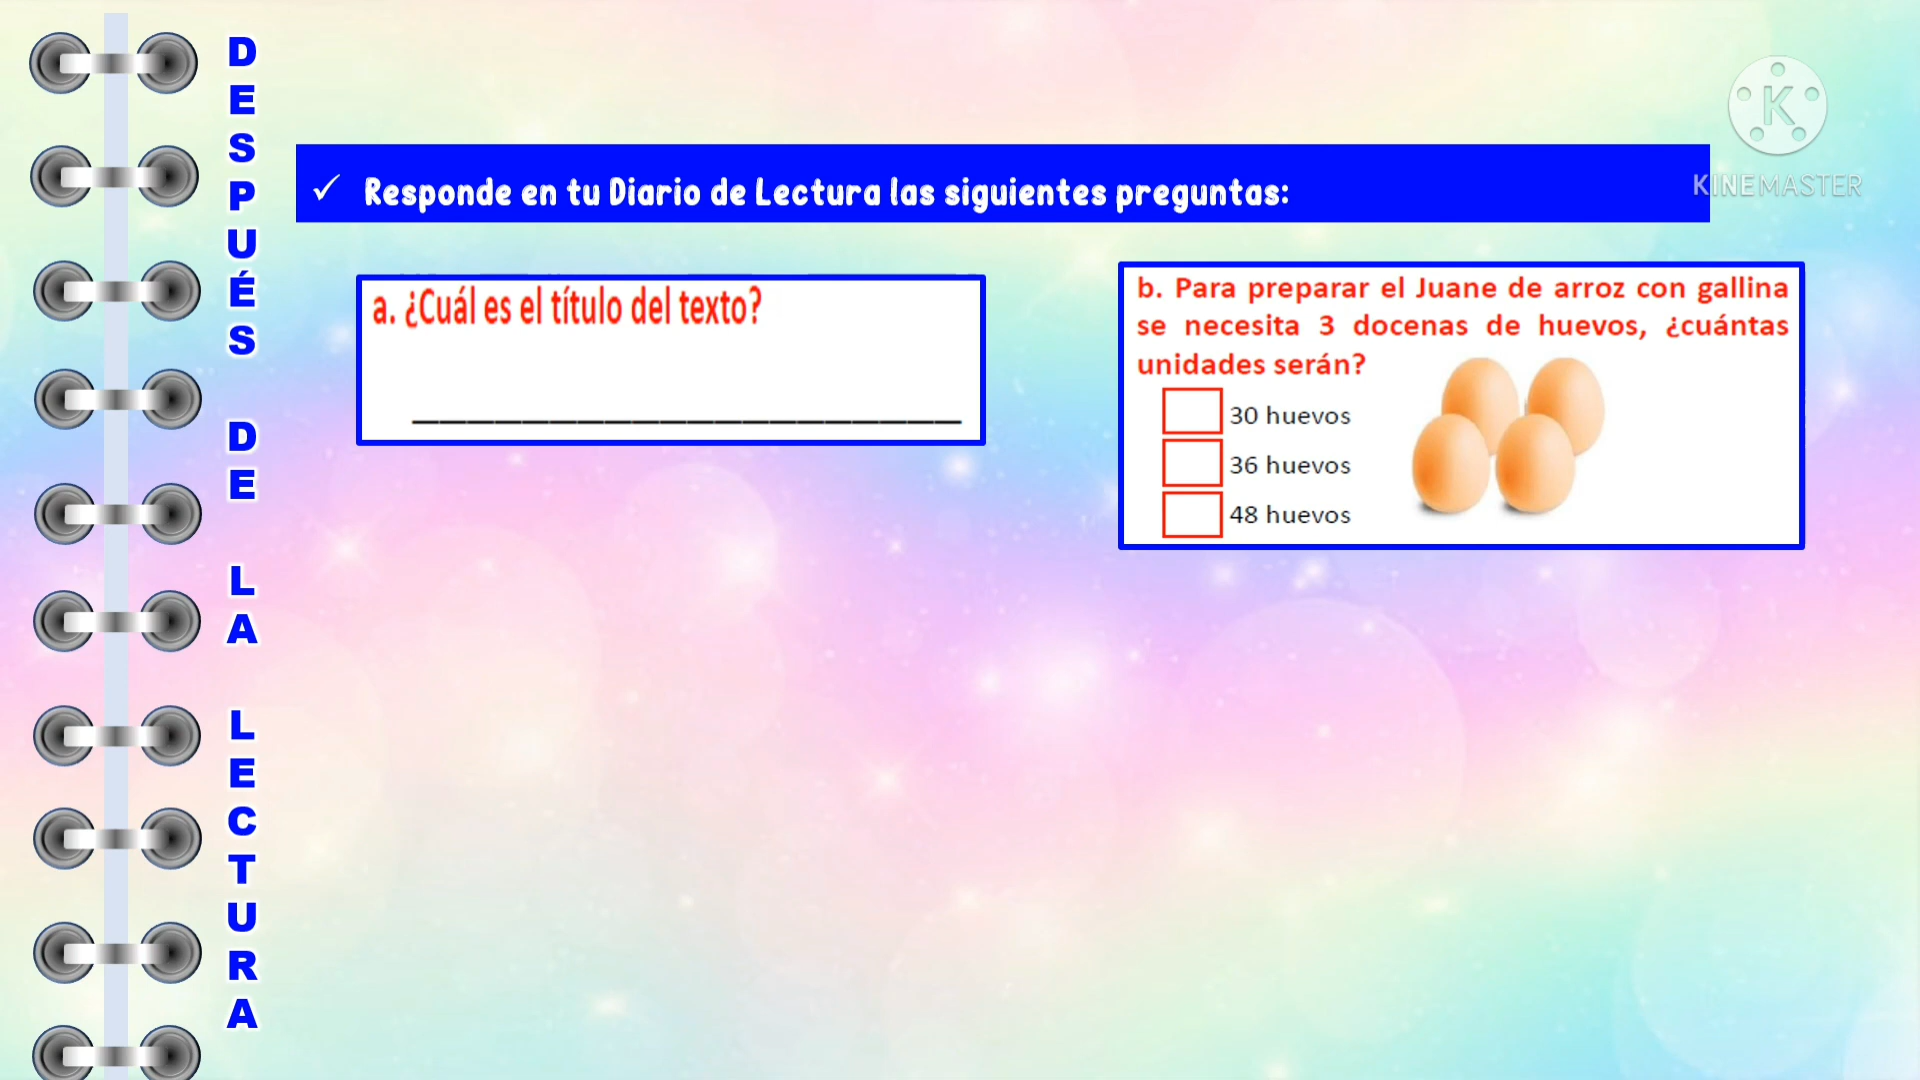 DESPUÉS DE LA LECTURA
✓ Responde en tu Diario de Lectura las siguientes preguntas:
K
KINEMASTER
a. ¿Cuál es el título del texto?
b. Para preparar el Juane de arroz con gallina
se necesita 3 docenas de huevos, ¿cuántas
unidades serán?
30 huevos
36 huevos
48 huevos